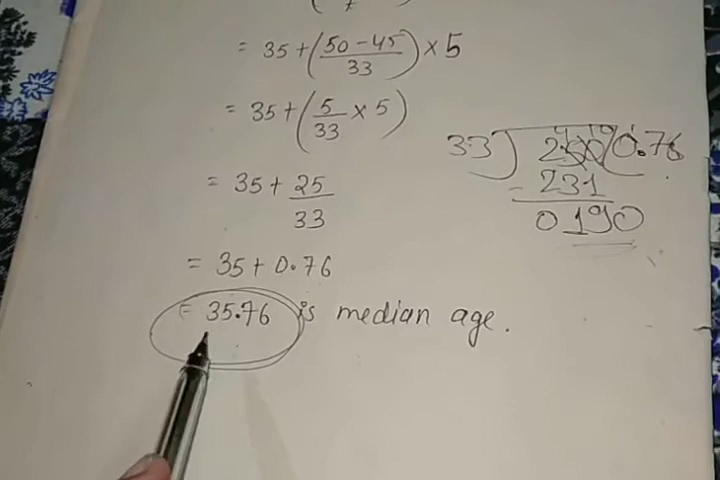 = 35 + (50 - 45 / 33) × 5
= 35 + (5 / 33 × 5)
= 35 + 25 / 33
= 35 + 0.76
= 35.76 is median age.
33) 250 (0.76
- 231
0190